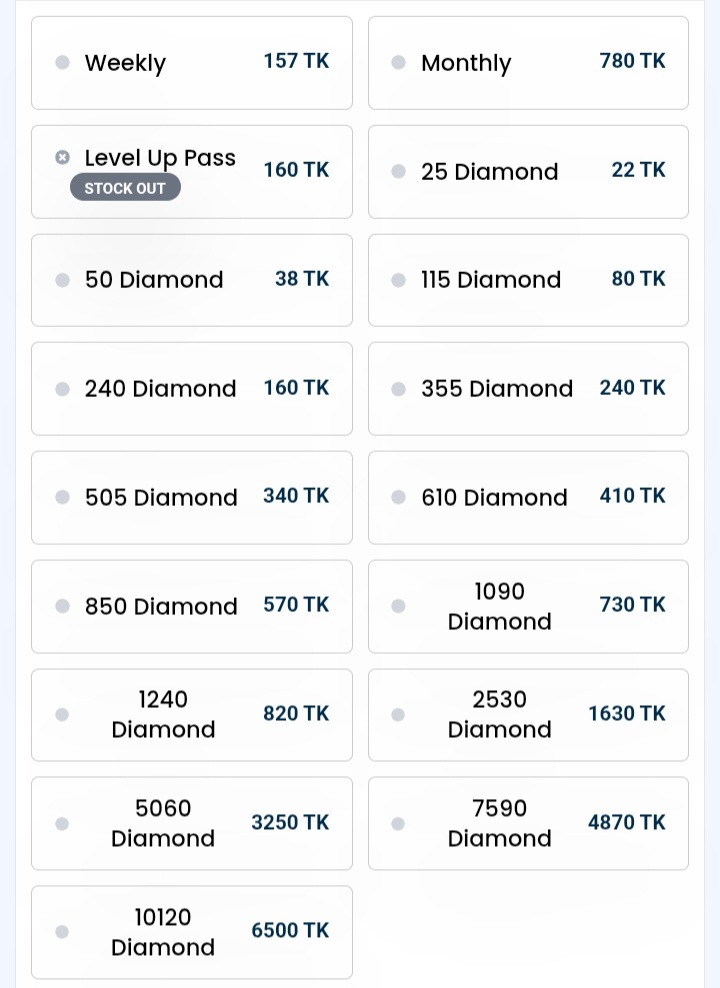 Weekly 157 TK
Monthly 780 TK
Level Up Pass 160 TK
STOCK OUT
25 Diamond 22 TK
50 Diamond 38 TK
115 Diamond 80 TK
240 Diamond 160 TK
355 Diamond 240 TK
505 Diamond 340 TK
610 Diamond 410 TK
850 Diamond 570 TK
1090
Diamond 730 TK
1240
Diamond 820 TK
2530
Diamond 1630 TK
5060
Diamond 3250 TK
7590
Diamond 4870 TK
10120
Diamond 6500 TK